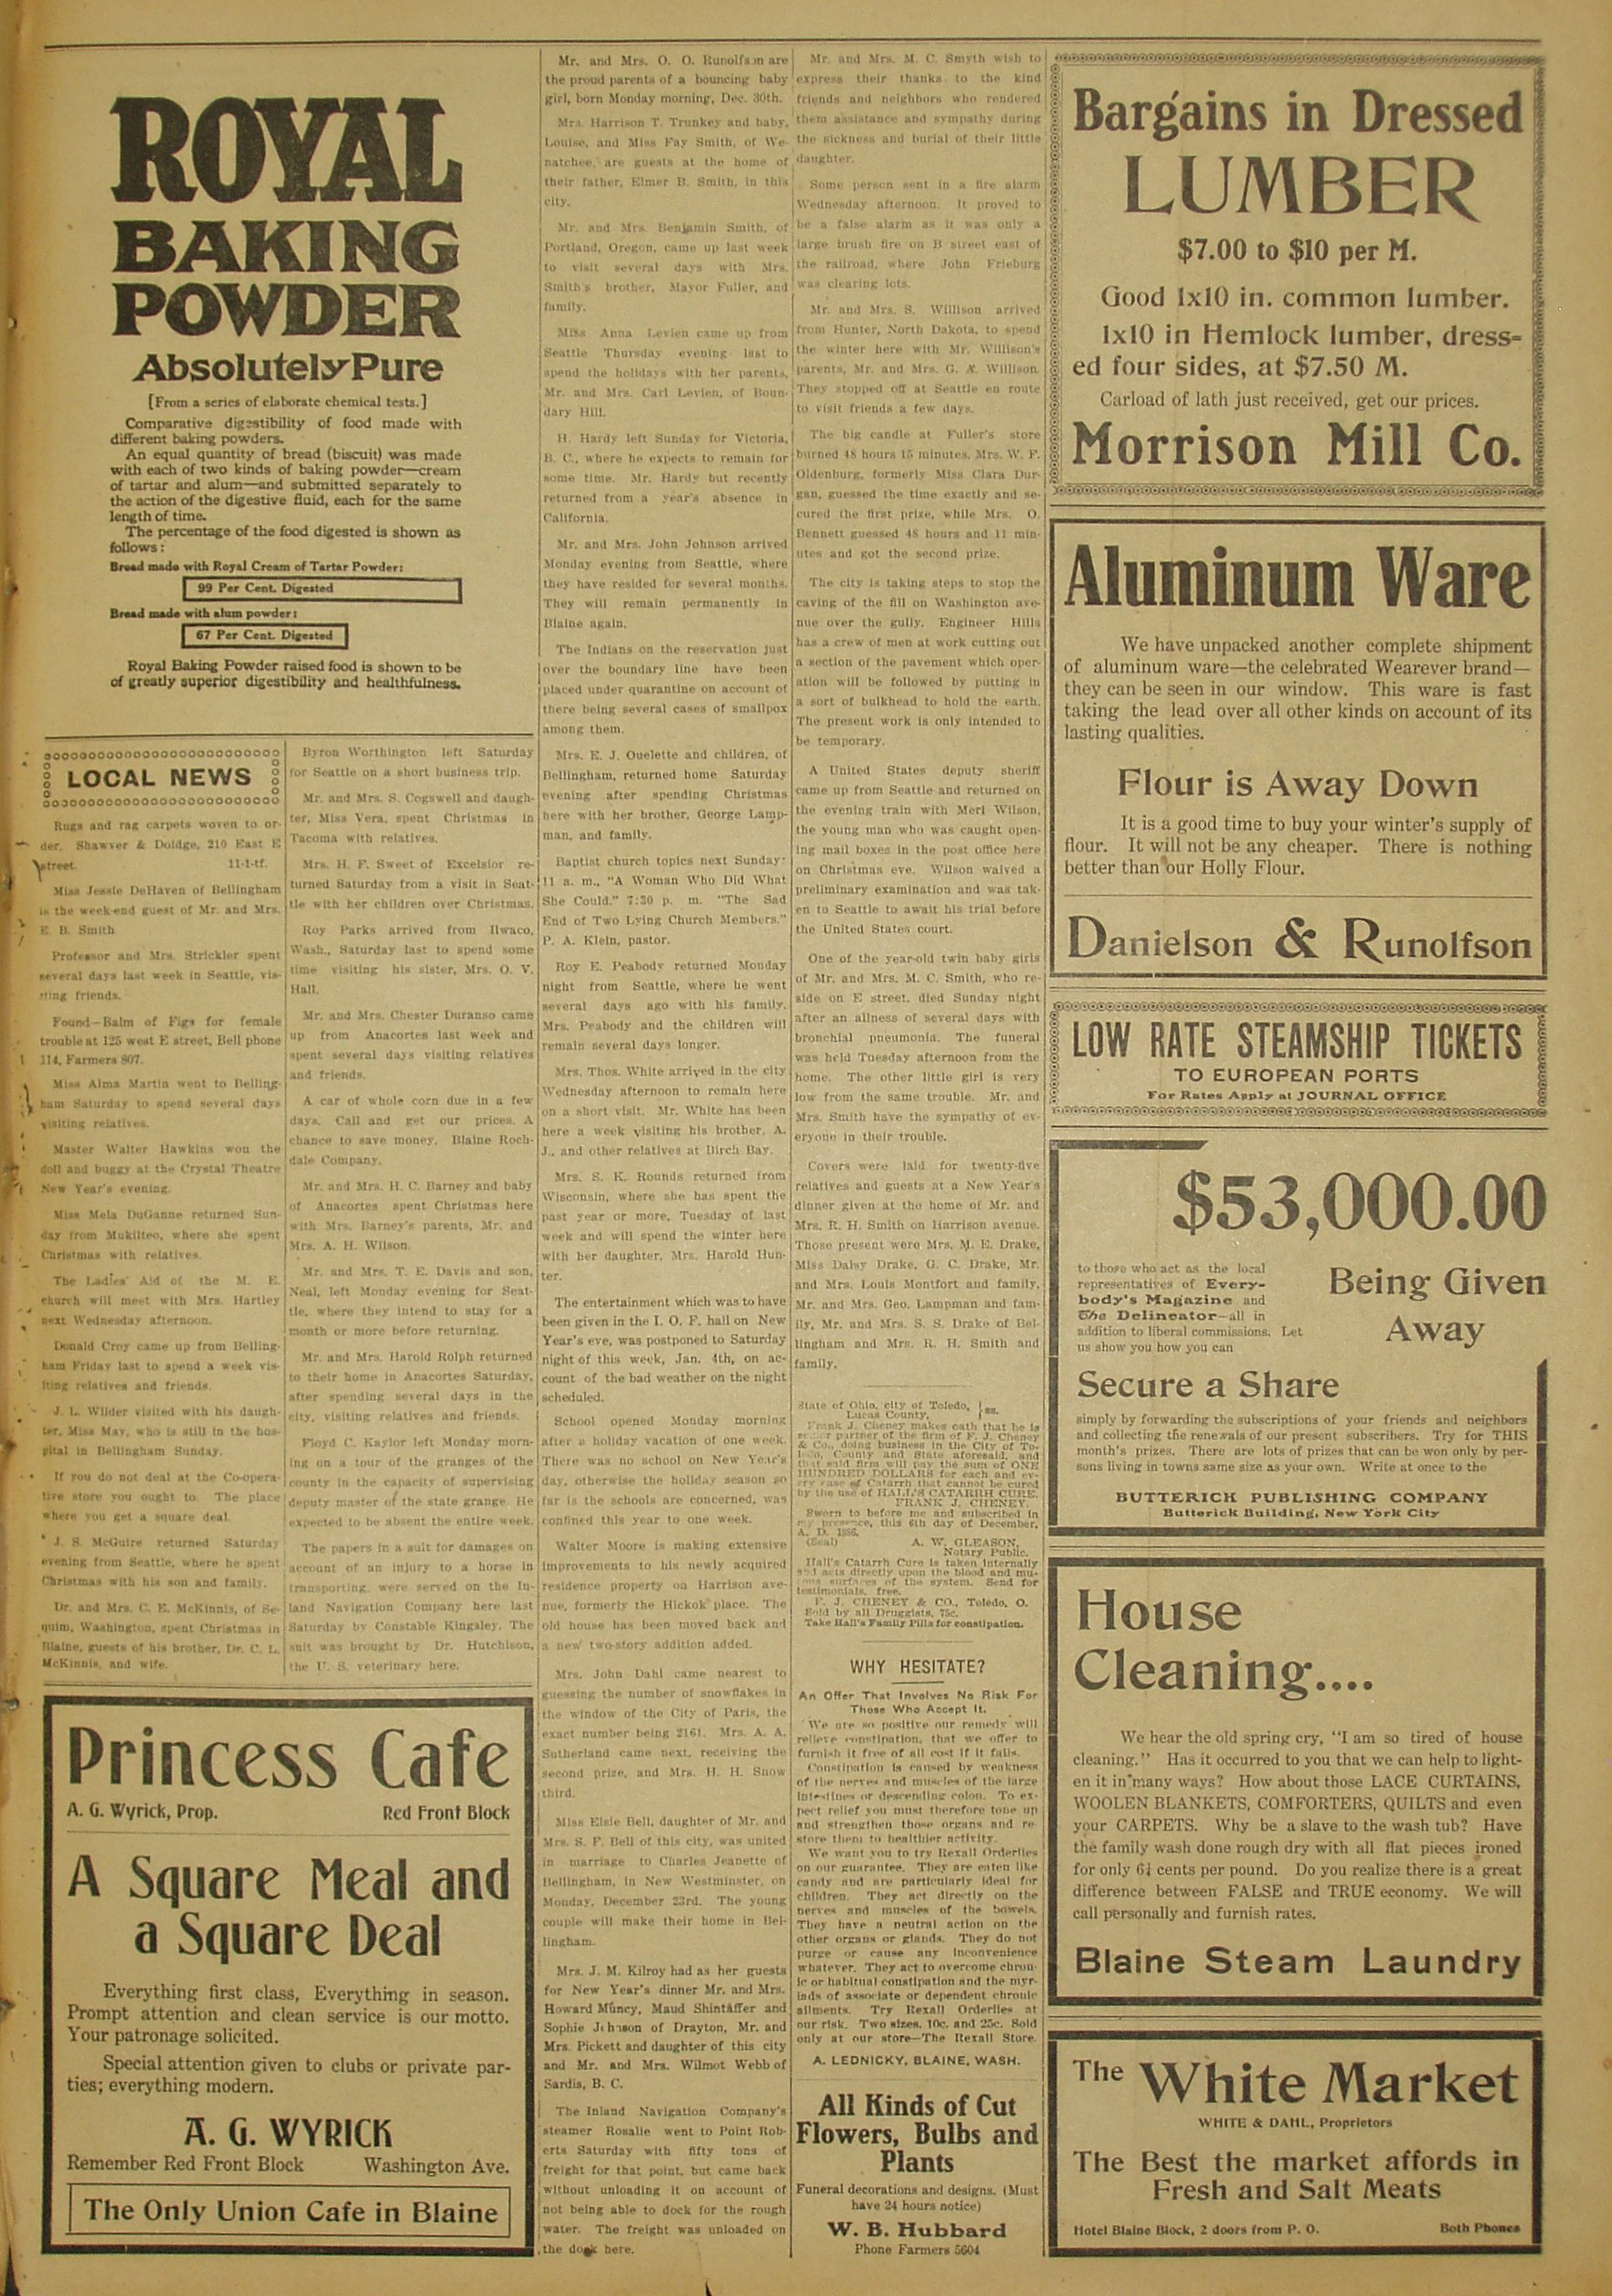 ROYAL
BAKING
POWDER
Absolutely Pure
[From a series of elaborate chemical tests.]
Comparative digestibility of food made with
different baking powders.
An equal quantity of bread (biscuit) was made
with each of two kinds of baking powder—cream
of tartar and alum—and submitted separately to
the action of the digestive fluid, each for the same
length of time.
The percentage of the food digested is shown as
follows:
Bread made with Royal Cream of Tartar Powder:
99 Per Cent. Digested
Bread made with alum powder:
67 Per Cent. Digested
Royal Baking Powder raised food is shown to be
of greatly superior digestibility and healthfulness.
LOCAL NEWS
Rugs and rag carpets woven to or-
der. Shawver & Doidge, 210 East E
street. 11-1-tf.
Miss Jessie DeHaven of Bellingham
is the week-end guest of Mr. and Mrs.
E. B. Smith
Professor and Mrs. Strickler spent
several days last week in Seattle, vis-
iting friends.
Found—Balm of Figs for female
trouble at 125 west E street, Bell phone
114, Farmers 807.
Miss Alma Martin went to Belling-
ham Saturday to spend several days
visiting relatives.
Master Walter Hawkins won the
doll and buggy at the Crystal Theatre
New Year's evening.
Miss Mela DuGanne returned Sun-
day from Mukilteo, where she spent
Christmas with relatives.
The Ladies' Aid of the M. E.
church will meet with Mrs. Hartley
next Wednesday afternoon.
Donald Croy came up from Belling-
ham Friday last to spend a week vis-
iting relatives and friends.
J. L. Wilder visited with his daugh-
ter, Miss May, who is still in the hos-
pital in Bellingham Sunday.
If you do not deal at the Co-opera-
tive store you ought to. The place
where you get a square deal.
J. S. McGuire returned Saturday
evening from Seattle, where he spent
Christmas with his son and family.
Dr. and Mrs. C. E. McKinnis, of Se-
quim, Washington, spent Christmas in
Blaine, guests of his brother, Dr. C. L.
McKinnis, and wife.
Byron Worthington left Saturday
for Seattle on a short business trip.
Mr. and Mrs. S. Cogswell and daugh-
ter, Miss Vera, spent Christmas in
Tacoma with relatives.
Mrs. H. F. Sweet of Excelsior re-
turned Saturday from a visit in Seat-
tle with her children over Christmas.
Roy Parks arrived from Ilwaco,
Wash., Saturday last to spend some
time visiting his sister, Mrs. O. V.
Hall.
Mr. and Mrs. Chester Duranso came
up from Anacortes last week and
spent several days visiting relatives
and friends.
A car of whole corn due in a few
days. Call and get our prices. A
chance to save money. Blaine Roch-
dale Company.
Mr. and Mrs. H. C. Barney and baby
of Anacortes spent Christmas here
with Mrs. Barney's parents, Mr. and
Mrs. A. H. Wilson.
Mr. and Mrs. T. E. Davis and son,
Neal, left Monday evening for Seat-
tle, where they intend to stay for a
month or more before returning.
Mr. and Mrs. Harold Rolph returned
to their home in Anacortes Saturday,
after spending several days in the
city, visiting relatives and friends.
Floyd C. Kaylor left Monday morn-
ing on a tour of the granges of the
county in the capacity of supervising
deputy master of the state grange. He
expected to be absent the entire week.
The papers in a suit for damages on
account of an injury to a horse in
transporting, were served on the In-
land Navigation Company here last
Saturday by Constable Kingsley. The
suit was brought by Dr. Hutchison,
the U. S. veterinary here.
Princess Cafe
A. G. Wyrick, Prop. Red Front Block
A Square Meal and
a Square Deal
Everything first class, Everything in season.
Prompt attention and clean service is our motto.
Your patronage solicited.
Special attention given to clubs or private par-
ties; everything modern.
A. G. WYRICK
Remember Red Front Block Washington Ave.
The Only Union Cafe in Blaine
Mr. and Mrs. O. O. Runolfson are
the proud parents of a bouncing baby
girl, born Monday morning, Dec. 30th.
Mrs. Harrison T. Trunkey and baby,
Louise, and Miss Fay Smith, of We-
natchee, are guests at the home of
their father, Elmer B. Smith, in this
city.
Mr. and Mrs. Benjamin Smith, of
Portland, Oregon, came up last week
to visit several days with Mrs.
Smith's brother, Mayor Fuller, and
family.
Miss Anna Levien came up from
Seattle Thursday evening last to
spend the holidays with her parents,
Mr. and Mrs. Carl Levien, of Boun-
dary Hill.
H. Hardy left Sunday for Victoria,
B. C., where he expects to remain for
some time. Mr. Hardy but recently
returned from a year's absence in
California.
Mr. and Mrs. John Johnson arrived
Monday evening from Seattle, where
they have resided for several months.
They will remain permanently in
Blaine again.
The Indians on the reservation just
over the boundary line have been
placed under quarantine on account of
there being several cases of smallpox
among them.
Mrs. E. J. Ouelette and children, of
Bellingham, returned home Saturday
evening after spending Christmas
here with her brother, George Lamp-
man, and family.
Baptist church topics next Sunday:
11 a. m., "A Woman Who Did What
She Could." 7:30 p. m. "The Sad
End of Two Lying Church Members."
P. A. Klein, pastor.
Roy E. Peabody returned Monday
night from Seattle, where he went
several days ago with his family.
Mrs. Peabody and the children will
remain several days longer.
Mrs. Thos. White arrived in the city
Wednesday afternoon to remain here
on a short visit. Mr. White has been
here a week visiting his brother, A.
J., and other relatives at Birch Bay.
Mrs. S. K. Rounds returned from
Wisconsin, where she has spent the
past year or more, Tuesday of last
week and will spend the winter here
with her daughter, Mrs. Harold Hun-
ter.
The entertainment which was to have
been given in the I. O. F. hall on New
Year's eve, was postponed to Saturday
night of this week, Jan. 4th, on ac-
count of the bad weather on the night
scheduled.
School opened Monday morning
after a holiday vacation of one week.
There was no school on New Year's
day, otherwise the holiday season so
far is the schools are concerned, was
confined this year to one week.
Walter Moore is making extensive
improvements to his newly acquired
residence property on Harrison ave-
nue, formerly the Hickok place. The
old house has been moved back and
a new two-story addition added.
Mrs. John Dahl came nearest to
guessing the number of snowflakes in
the window of the City of Paris, the
exact number being 2161. Mrs. A. A.
Sutherland came next, receiving the
second prize, and Mrs. H. H. Snow
third.
Miss Elsie Bell, daughter of Mr. and
Mrs. S. F. Bell of this city, was united
in marriage to Charles Jeanette of
Bellingham, in New Westminster, on
Monday, December 23rd. The young
couple will make their home in Bel-
lingham.
Mrs. J. M. Kilroy had as her guests
for New Year's dinner Mr. and Mrs.
Howard Muncy, Maud Shintaffer and
Sophie Johnson of Drayton, Mr. and
Mrs. Pickett and daughter of this city
and Mr. and Mrs. Wilmot Webb of
Sardis, B. C.
The Inland Navigation Company's
steamer Rosalie went to Point Rob-
erts Saturday with fifty tons of
freight for that point, but came back
without unloading it on account of
not being able to dock for the rough
water. The freight was unloaded on
the dock here.
Mr. and Mrs. M. C. Smyth wish to
express their thanks to the kind
friends and neighbors who rendered
them assistance and sympathy during
the sickness and burial of their little
daughter.
Some person sent in a fire alarm
Wednesday afternoon. It proved to
be a false alarm as it was only a
large brush fire on B street east of
the railroad, where John Frieburg
was clearing lots.
Mr. and Mrs. S. Willison arrived
from Hunter, North Dakota, to spend
the winter here with Mr. Willison's
parents, Mr. and Mrs. G. A. Willison.
They stopped off at Seattle en route
to visit friends a few days.
The big candle at Fuller's store
burned 48 hours 15 minutes. Mrs. W. F.
Oldenburg, formerly Miss Clara Dur-
gan, guessed the time exactly and se-
cured the first prize, while Mrs. O.
Bennett guessed 48 hours and 11 min-
utes and got the second prize.
The city is taking steps to stop the
caving of the fill on Washington ave-
nue over the gully. Engineer Hills
has a crew of men at work cutting out
a section of the pavement which oper-
ation will be followed by putting in
a sort of bulkhead to hold the earth.
The present work is only intended to
be temporary.
A United States deputy sheriff
came up from Seattle and returned on
the evening train with Merl Wilson,
the young man who was caught open-
ing mail boxes in the post office here
on Christmas eve. Wilson waived a
preliminary examination and was tak-
en to Seattle to await his trial before
the United States court.
One of the year-old twin baby girls
of Mr. and Mrs. M. C. Smith, who re-
side on E street, died Sunday night
after an allness of several days with
bronchial pneumonia. The funeral
was held Tuesday afternoon from the
home. The other little girl is very
low from the same trouble. Mr. and
Mrs. Smith have the sympathy of ev-
eryone in their trouble.
Covers were laid for twenty-five
relatives and guests at a New Year's
dinner given at the home of Mr. and
Mrs. R. H. Smith on Harrison avenue.
Those present were Mrs. M. E. Drake,
Miss Daisy Drake, G. C. Drake, Mr.
and Mrs. Louis Montfort and family,
Mr. and Mrs. Geo. Lampman and fam-
ily, Mr. and Mrs. S. S. Drake of Bel-
lingham and Mrs. R. H. Smith and
family.
State of Ohio, city of Toledo, } ss.
Lucas County,
Frank J. Cheney makes oath that he is
senior partner of the firm of F. J. Cheney
& Co., doing business in the City of To-
ledo, County and State aforesaid, and
that said firm will pay the sum of ONE
HUNDRED DOLLARS for each and ev-
ery case of Catarrh that cannot be cured
by the use of HALL'S CATARRH CURE.
FRANK J. CHENEY.
Sworn to before me and subscribed in
my presence, this 6th day of December,
A. D. 1886.
(Seal) A. W. GLEASON,
Notary Public.
Hall's Catarrh Cure is taken internally
and acts directly upon the blood and mu-
cous surfaces of the system. Send for
testimonials, free.
F. J. CHENEY & CO., Toledo, O.
Sold by all Druggists, 75c.
Take Hall's Family Pills for constipation.
WHY HESITATE?
An Offer That Involves No Risk For
Those Who Accept It.
We are so positive our remedy will
relieve constipation, that we offer to
furnish it free of all cost if it fails.
Constipation is caused by weakness
of the nerves and muscles of the large
intestines or descending colon. To ex-
pect relief you must therefore tone up
and strengthen those organs and re
store them to healthier activity.
We want you to try Rexall Orderlies
on our guarantee. They are eaten like
candy and are particularly ideal for
children. They act directly on the
nerves and muscles of the bowels.
They have a neutral action on the
other organs or glands. They do not
purge or cause any inconvenience
whatever. They act to overcome chron-
ic or habitual constipation and the myr-
iads of associate or dependent chronic
ailments. Try Rexall Orderlies at
our risk. Two sizes, 10c. and 25c. Sold
only at our store—The Rexall Store.
A. LEDNICKY, BLAINE, WASH.
All Kinds of Cut
Flowers, Bulbs and
Plants
Funeral decorations and designs. (Must
have 24 hours notice)
W. B. Hubbard
Phone Farmers 5604
Bargains in Dressed
LUMBER
$7.00 to $10 per M.
Good 1x10 in. common lumber.
1x10 in Hemlock lumber, dress-
ed four sides, at $7.50 M.
Carload of lath just received, get our prices.
Morrison Mill Co.
Aluminum Ware
We have unpacked another complete shipment
of aluminum ware—the celebrated Wearever brand—
they can be seen in our window. This ware is fast
taking the lead over all other kinds on account of its
lasting qualities.
Flour is Away Down
It is a good time to buy your winter's supply of
flour. It will not be any cheaper. There is nothing
better than our Holly Flour.
Danielson & Runolfson
LOW RATE STEAMSHIP TICKETS
TO EUROPEAN PORTS
For Rates Apply at JOURNAL OFFICE
$53,000.00
to those who act as the local
representatives of Every-
body's Magazine and
The Delineator—all in
addition to liberal commissions. Let
us show you how you can
Being Given
Away
Secure a Share
simply by forwarding the subscriptions of your friends and neighbors
and collecting the renewals of our present subscribers. Try for THIS
month's prizes. There are lots of prizes that can be won only by per-
sons living in towns same size as your own. Write at once to the
BUTTERICK PUBLISHING COMPANY
Butterick Building, New York City
House
Cleaning....
We hear the old spring cry, "I am so tired of house
cleaning." Has it occurred to you that we can help to light-
en it in many ways? How about those LACE CURTAINS,
WOOLEN BLANKETS, COMFORTERS, QUILTS and even
your CARPETS. Why be a slave to the wash tub? Have
the family wash done rough dry with all flat pieces ironed
for only 6¼ cents per pound. Do you realize there is a great
difference between FALSE and TRUE economy. We will
call personally and furnish rates.
Blaine Steam Laundry
The White Market
WHITE & DAHL, Proprietors
The Best the market affords in
Fresh and Salt Meats
Hotel Blaine Block, 2 doors from P. O. Both Phones